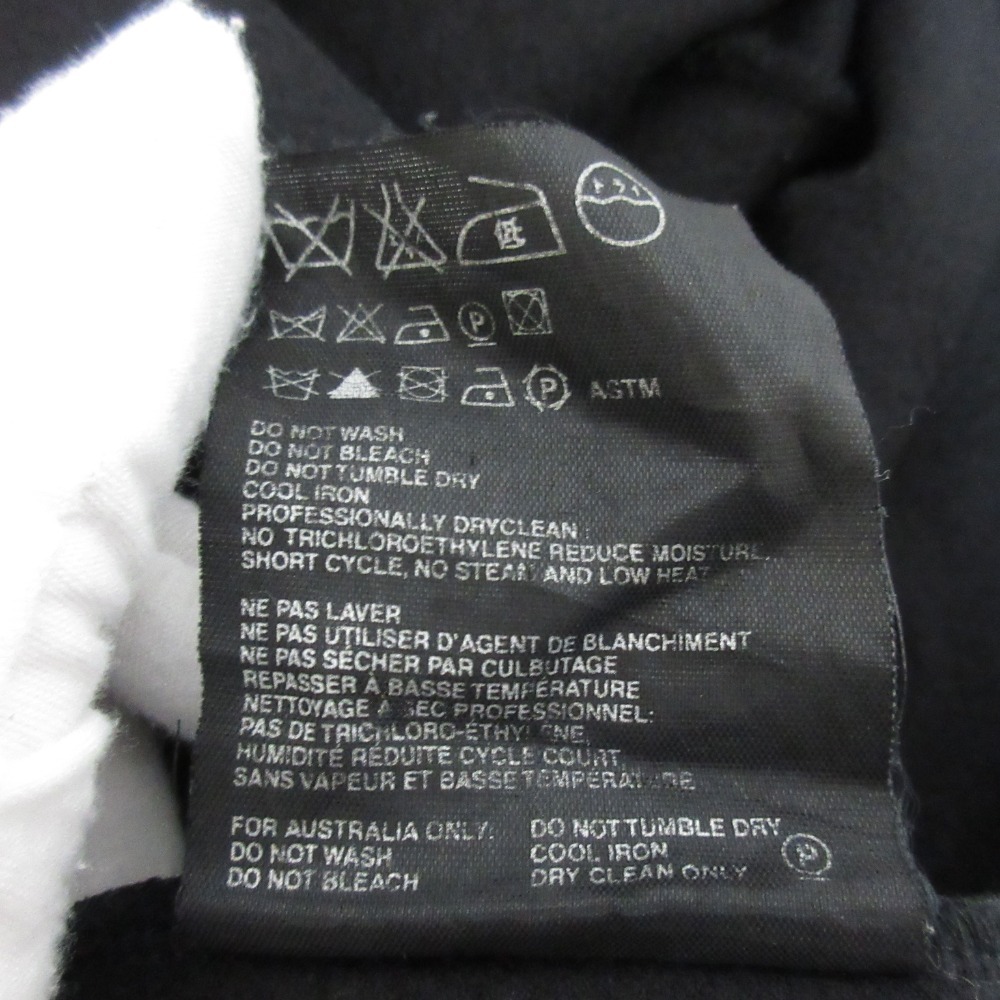 ドライ
P
P ASTM
DO NOT WASH
DO NOT BLEACH
DO NOT TUMBLE DRY
COOL IRON
PROFESSIONALLY DRYCLEAN :
NO TRICHLOROETHYLENE REDUCE MOISTURE.
SHORT CYCLE, NO STEAM AND LOW HEAT
NE PAS LAVER
NE PAS UTILISER D'AGENT DE BLANCHIMENT
NE PAS SÉCHER PAR CULBUTAGE
REPASSER À BASSE TEMPÉRATURE
NETTOYAGE A SEC PROFESSIONNEL:
PAS DE TRICHLORO-ÉTHYLÈNE,
HUMIDITÉ RÉDUITE CYCLE COURT,
SANS VAPEUR ET BASSE TEMPÉRATURE
FOR AUSTRALIA ONLY:
DO NOT WASH
DO NOT BLEACH
DO NOT TUMBLE DRY
COOL IRON
DRY CLEAN ONLY
P